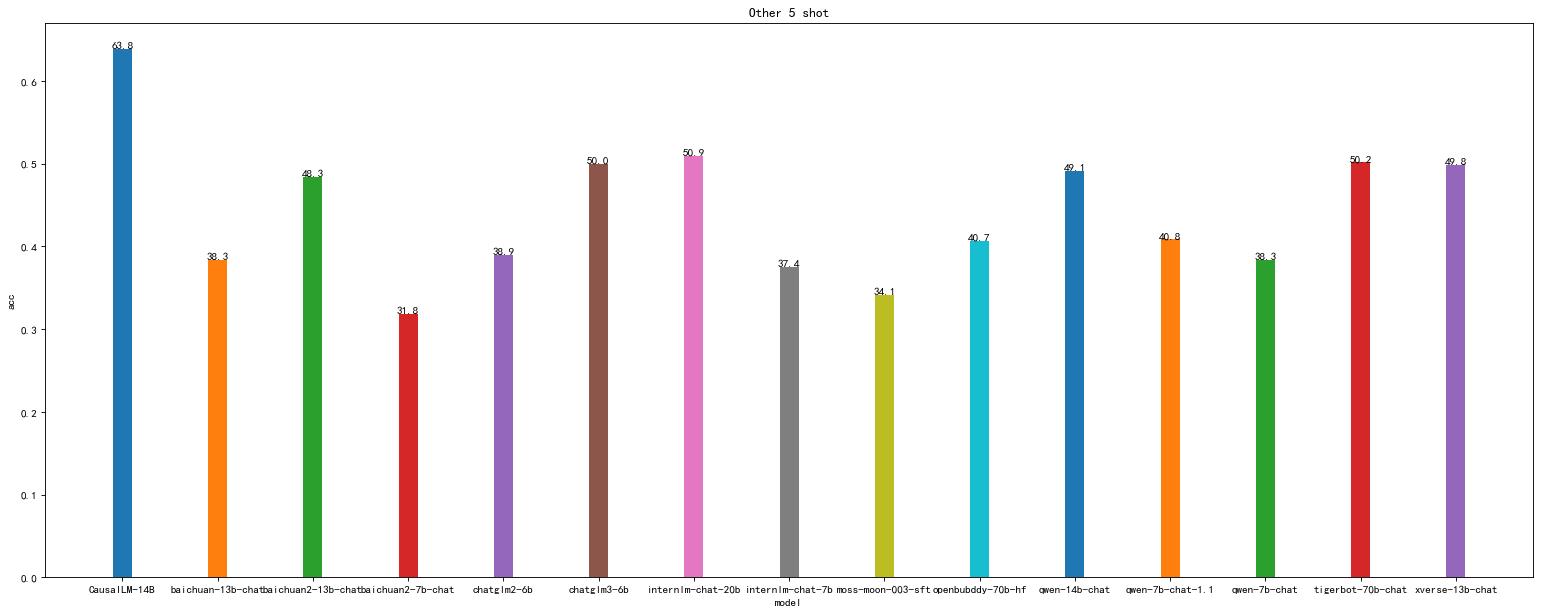 Other 5 shot
acc
0.6
0.5
0.4
0.3
0.2
0.1
0.0
63.8
38.3
48.3
31.8
38.9
50.0
50.9
37.4
34.1
40.7
49.1
40.8
38.3
50.2
49.8
CausalLM-14B
baichuan-13b-chat
baichuan2-13b-chat
baichuan2-7b-chat
chatglm2-6b
chatglm3-6b
internlm-chat-20b
internlm-chat-7b
moss-moon-003-sft
openbubddy-70b-hf
qwen-14b-chat
qwen-7b-chat-1.1
qwen-7b-chat
tigerbot-70b-chat
xverse-13b-chat
model